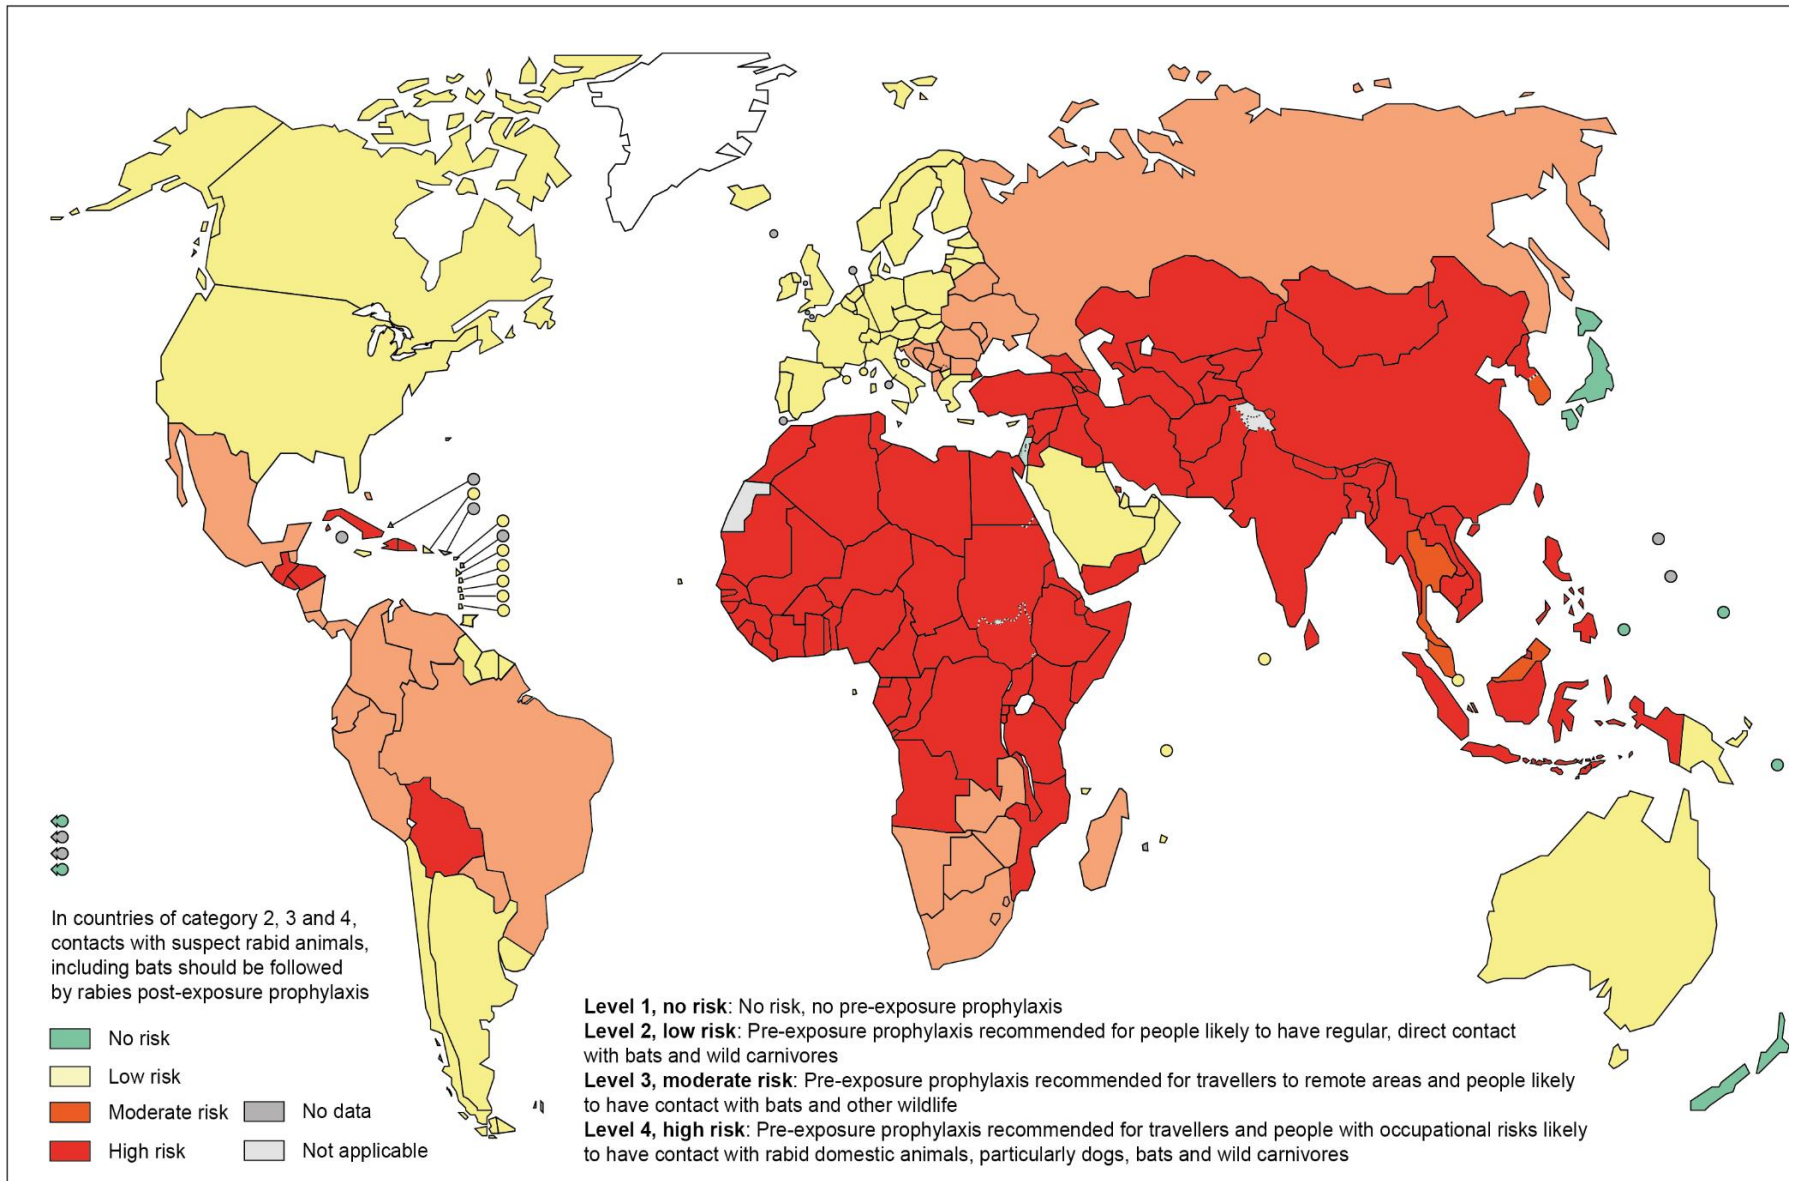 In countries of category 2, 3 and 4,
contacts with suspect rabid animals,
including bats should be followed
by rabies post-exposure prophylaxis
No risk
Low risk
Moderate risk
High risk
No data
Not applicable
Level 1, no risk: No risk, no pre-exposure prophylaxis
Level 2, low risk: Pre-exposure prophylaxis recommended for people likely to have regular, direct contact
with bats and wild carnivores
Level 3, moderate risk: Pre-exposure prophylaxis recommended for travellers to remote areas and people likely
to have contact with bats and other wildlife
Level 4, high risk: Pre-exposure prophylaxis recommended for travellers and people with occupational risks likely
to have contact with rabid domestic animals, particularly dogs, bats and wild carnivores